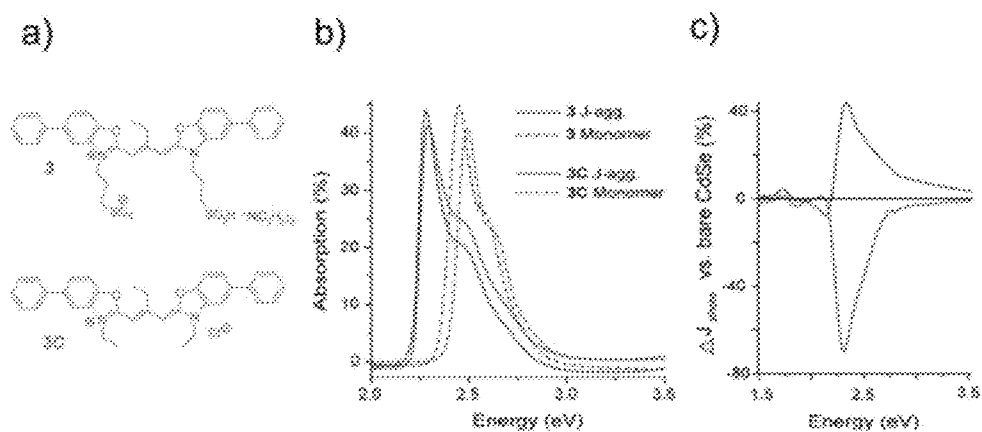 a)
3
3C
b)
Absorption (%)
40
30
20
10
0
2.0
2.5
3.0
3.5
Energy (eV)
3 J-agg.
3 Monomer
3C J-agg.
3C Monomer
c)
vs. bare CdSe (%)
40
0
-40
-80
1.5
2.5
3.5
Energy (eV)